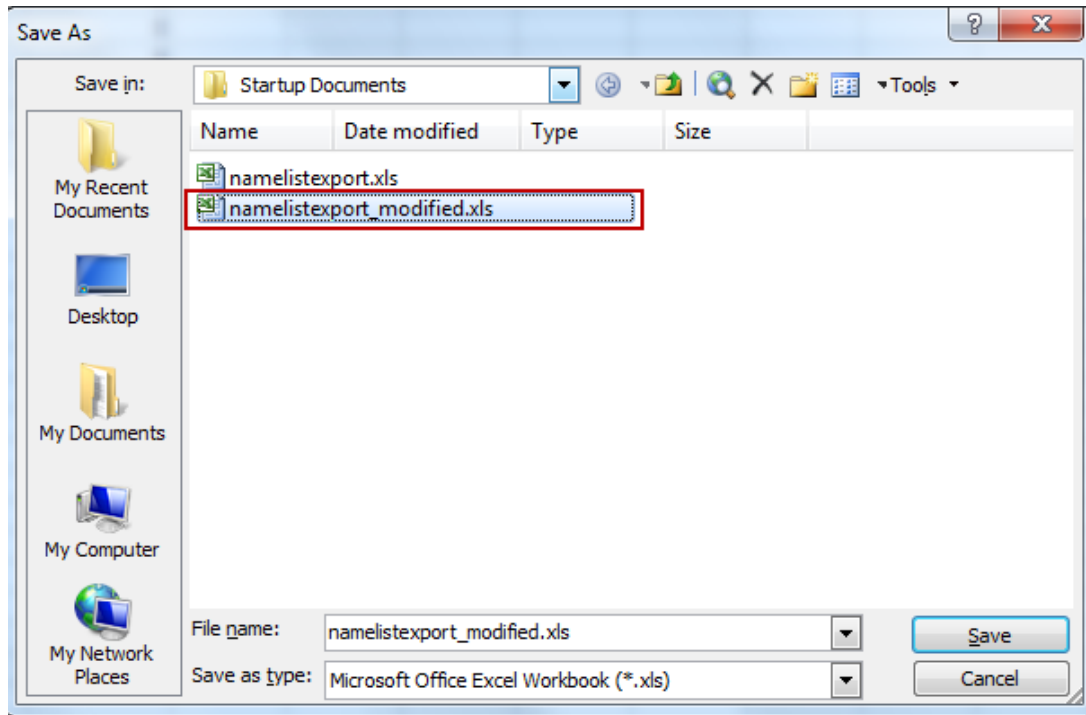 Save As
Save in:
Startup Documents
Tools
Name Date modified Type Size
namelistexport.xls
namelistexport_modified.xls
My Recent
Documents
Desktop
My Documents
My Computer
My Network
Places
File name: namelistexport_modified.xls
Save
Save as type: Microsoft Office Excel Workbook (*.xls)
Cancel